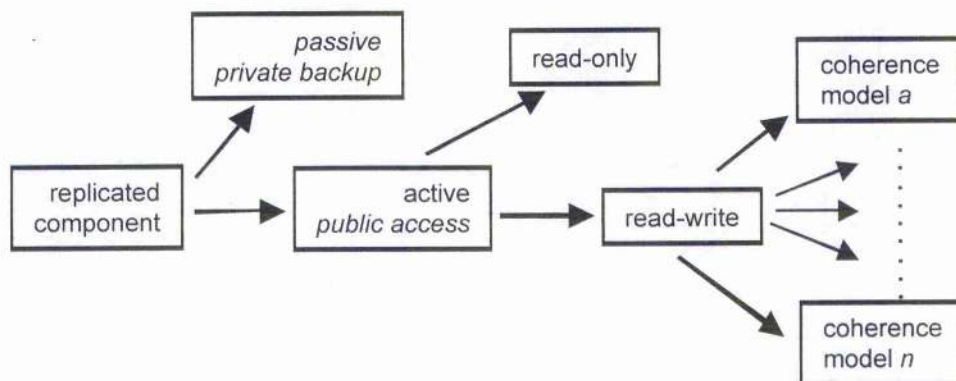 passive
private backup
read-only
coherence
model a
replicated
component
active
public access
read-write
coherence
model n